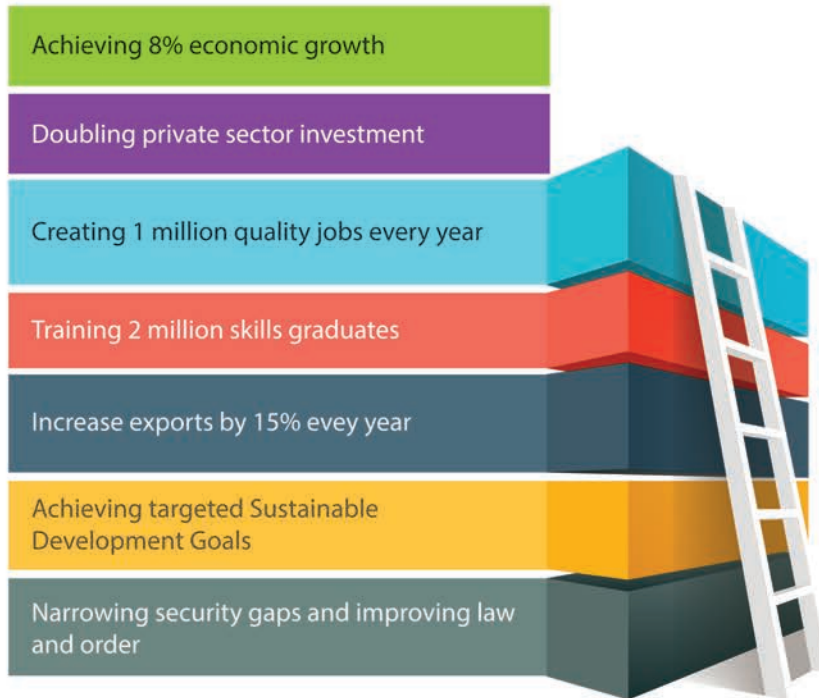 Achieving 8% economic growth
Doubling private sector investment
Creating 1 million quality jobs every year
Training 2 million skills graduates
Increase exports by 15% evey year
Achieving targeted Sustainable
Development Goals
Narrowing security gaps and improving law
and order